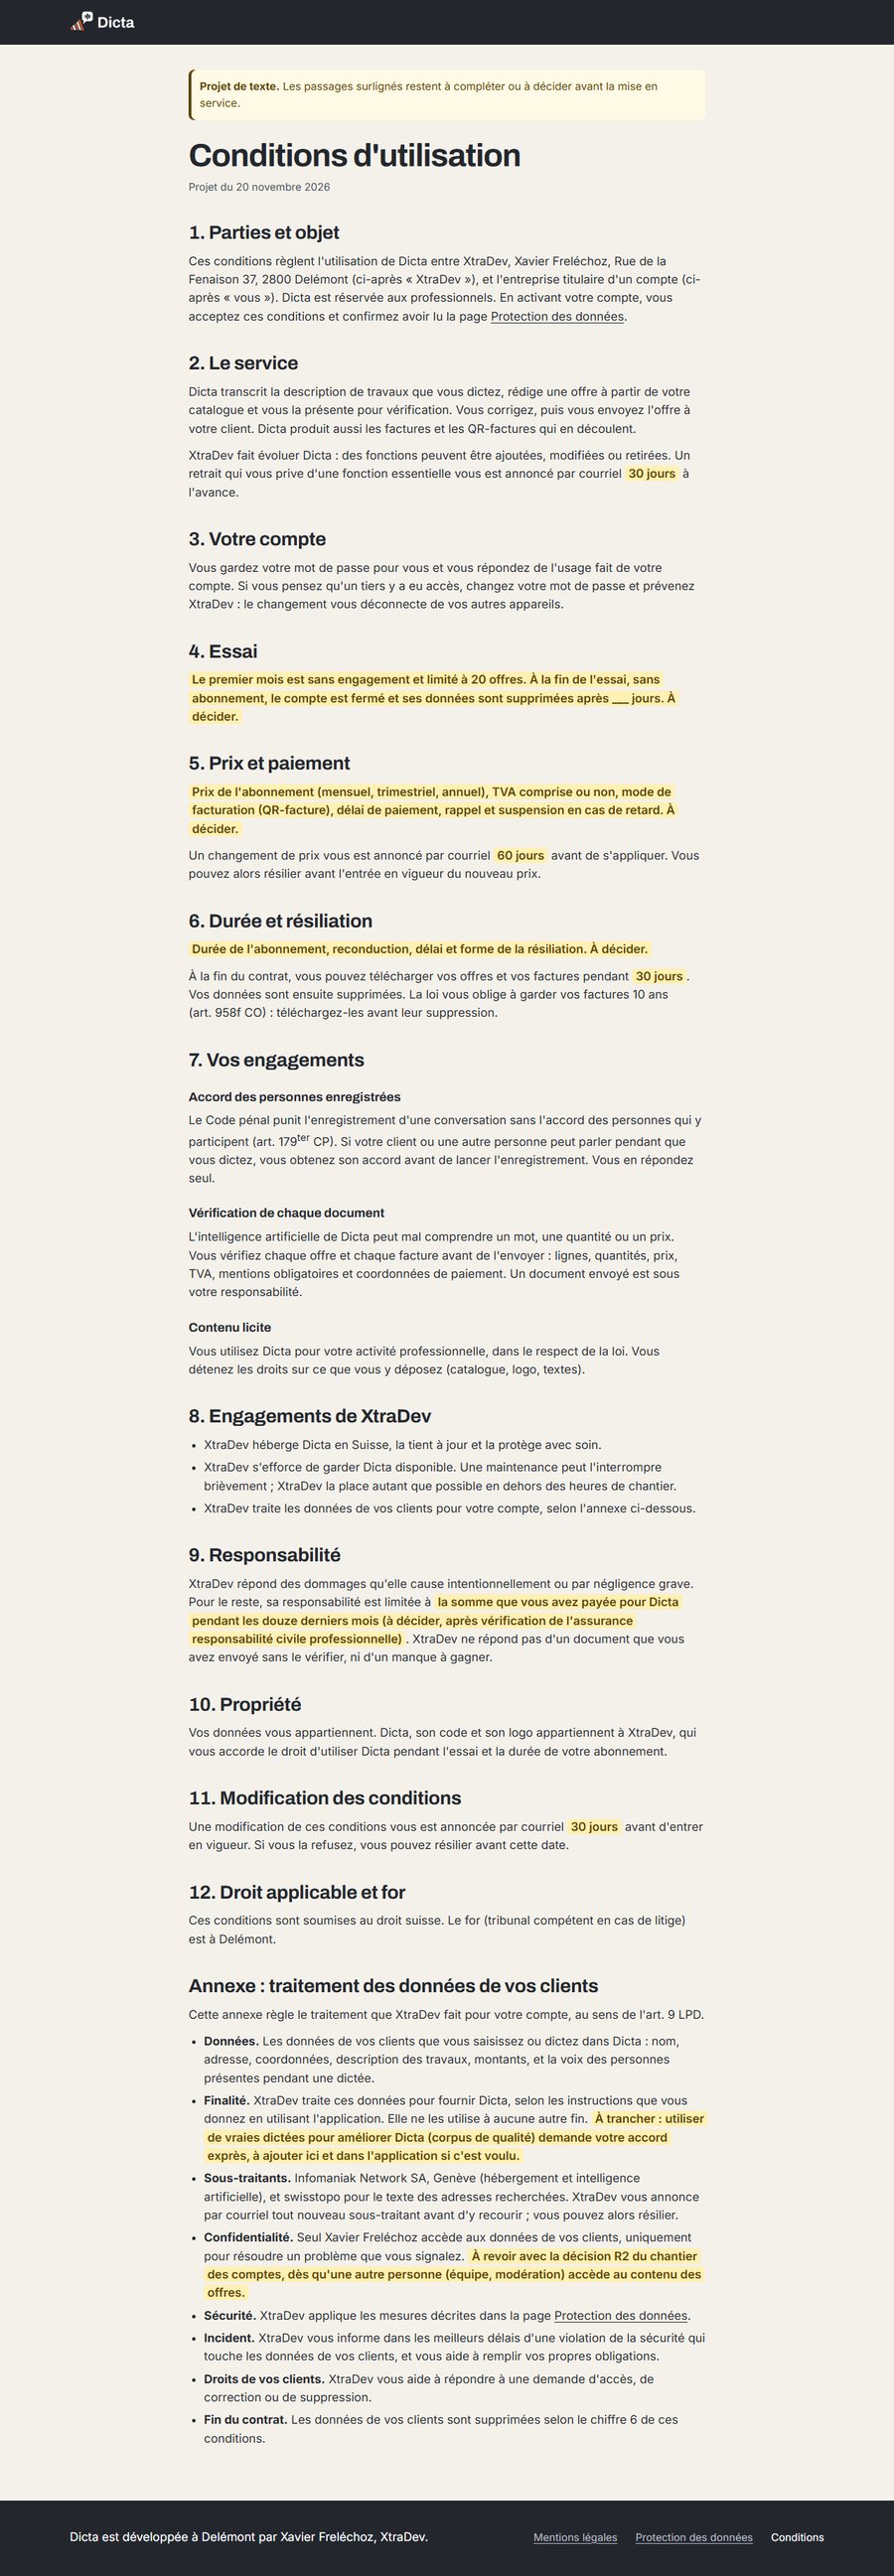 Dicta
Projet de texte. Les passages surlignés restent à compléter ou à décider avant la mise en
service.
Conditions d'utilisation
Projet du 20 novembre 2026
1. Parties et objet
Ces conditions règlent l'utilisation de Dicta entre XtraDev, Xavier Freléchoz, Rue de la
Fenaison 37, 2800 Delémont (ci-après « XtraDev »), et l'entreprise titulaire d'un compte (ci-
après « vous »). Dicta est réservée aux professionnels. En activant votre compte, vous
acceptez ces conditions et confirmez avoir lu la page Protection des données.
2. Le service
Dicta transcrit la description de travaux que vous dictez, rédige une offre à partir de votre
catalogue et vous la présente pour vérification. Vous corrigez, puis vous envoyez l'offre à
votre client. Dicta produit aussi les factures et les QR-factures qui en découlent.
XtraDev fait évoluer Dicta : des fonctions peuvent être ajoutées, modifiées ou retirées. Un
retrait qui vous prive d'une fonction essentielle vous est annoncé par courriel 30 jours à
l'avance.
3. Votre compte
Vous gardez votre mot de passe pour vous et vous répondez de l'usage fait de votre
compte. Si vous pensez qu'un tiers y a eu accès, changez votre mot de passe et prévenez
XtraDev : le changement vous déconnecte de vos autres appareils.
4. Essai
Le premier mois est sans engagement et limité à 20 offres. À la fin de l'essai, sans
abonnement, le compte est fermé et ses données sont supprimées après ___ jours. À
décider.
5. Prix et paiement
Prix de l'abonnement (mensuel, trimestriel, annuel), TVA comprise ou non, mode de
facturation (QR-facture), délai de paiement, rappel et suspension en cas de retard. À
décider.
Un changement de prix vous est annoncé par courriel 60 jours avant de s'appliquer. Vous
pouvez alors résilier avant l'entrée en vigueur du nouveau prix.
6. Durée et résiliation
Durée de l'abonnement, reconduction, délai et forme de la résiliation. À décider.
À la fin du contrat, vous pouvez télécharger vos offres et vos factures pendant 30 jours.
Vos données sont ensuite supprimées. La loi vous oblige à garder vos factures 10 ans
(art. 958f CO) : téléchargez-les avant leur suppression.
7. Vos engagements
Accord des personnes enregistrées
Le Code pénal punit l'enregistrement d'une conversation sans l'accord des personnes qui y
participent (art. 179ter CP). Si votre client ou une autre personne peut parler pendant que
vous dictez, vous obtenez son accord avant de lancer l'enregistrement. Vous en répondez
seul.
Vérification de chaque document
L'intelligence artificielle de Dicta peut mal comprendre un mot, une quantité ou un prix.
Vous vérifiez chaque offre et chaque facture avant de l'envoyer : lignes, quantités, prix,
TVA, mentions obligatoires et coordonnées de paiement. Un document envoyé est sous
votre responsabilité.
Contenu licite
Vous utilisez Dicta pour votre activité professionnelle, dans le respect de la loi. Vous
détenez les droits sur ce que vous y déposez (catalogue, logo, textes).
8. Engagements de XtraDev
• XtraDev héberge Dicta en Suisse, la tient à jour et la protège avec soin.
• XtraDev s'efforce de garder Dicta disponible. Une maintenance peut l'interrompre
brièvement ; XtraDev la place autant que possible en dehors des heures de chantier.
• XtraDev traite les données de vos clients pour votre compte, selon l'annexe ci-dessous.
9. Responsabilité
XtraDev répond des dommages qu'elle cause intentionnellement ou par négligence grave.
Pour le reste, sa responsabilité est limitée à la somme que vous avez payée pour Dicta
pendant les douze derniers mois (à décider, après vérification de l'assurance
responsabilité civile professionnelle) . XtraDev ne répond pas d'un document que vous
avez envoyé sans le vérifier, ni d'un manque à gagner.
10. Propriété
Vos données vous appartiennent. Dicta, son code et son logo appartiennent à XtraDev, qui
vous accorde le droit d'utiliser Dicta pendant l'essai et la durée de votre abonnement.
11. Modification des conditions
Une modification de ces conditions vous est annoncée par courriel 30 jours avant d'entrer
en vigueur. Si vous la refusez, vous pouvez résilier avant cette date.
12. Droit applicable et for
Ces conditions sont soumises au droit suisse. Le for (tribunal compétent en cas de litige)
est à Delémont.
Annexe : traitement des données de vos clients
Cette annexe règle le traitement que XtraDev fait pour votre compte, au sens de l'art. 9 LPD.
• Données. Les données de vos clients que vous saisissez ou dictez dans Dicta : nom,
adresse, coordonnées, description des travaux, montants, et la voix des personnes
présentes pendant une dictée.
• Finalité. XtraDev traite ces données pour fournir Dicta, selon les instructions que vous
donnez en utilisant l'application. Elle ne les utilise à aucune autre fin. À trancher : utiliser
de vraies dictées pour améliorer Dicta (corpus de qualité) demande votre accord
exprès, à ajouter ici et dans l'application si c'est voulu.
• Sous-traitants. Infomaniak Network SA, Genève (hébergement et intelligence
artificielle), et swisstopo pour le texte des adresses recherchées. XtraDev vous annonce
par courriel tout nouveau sous-traitant avant d'y recourir ; vous pouvez alors résilier.
• Confidentialité. Seul Xavier Freléchoz accède aux données de vos clients, uniquement
pour résoudre un problème que vous signalez. À revoir avec la décision R2 du chantier
des comptes, dès qu'une autre personne (équipe, modération) accède au contenu des
offres.
• Sécurité. XtraDev applique les mesures décrites dans la page Protection des données.
• Incident. XtraDev vous informe dans les meilleurs délais d'une violation de la sécurité qui
touche les données de vos clients, et vous aide à remplir vos propres obligations.
• Droits de vos clients. XtraDev vous aide à répondre à une demande d'accès, de
correction ou de suppression.
• Fin du contrat. Les données de vos clients sont supprimées selon le chiffre 6 de ces
conditions.
Dicta est développée à Delémont par Xavier Freléchoz, XtraDev.
Mentions légales Protection des données Conditions